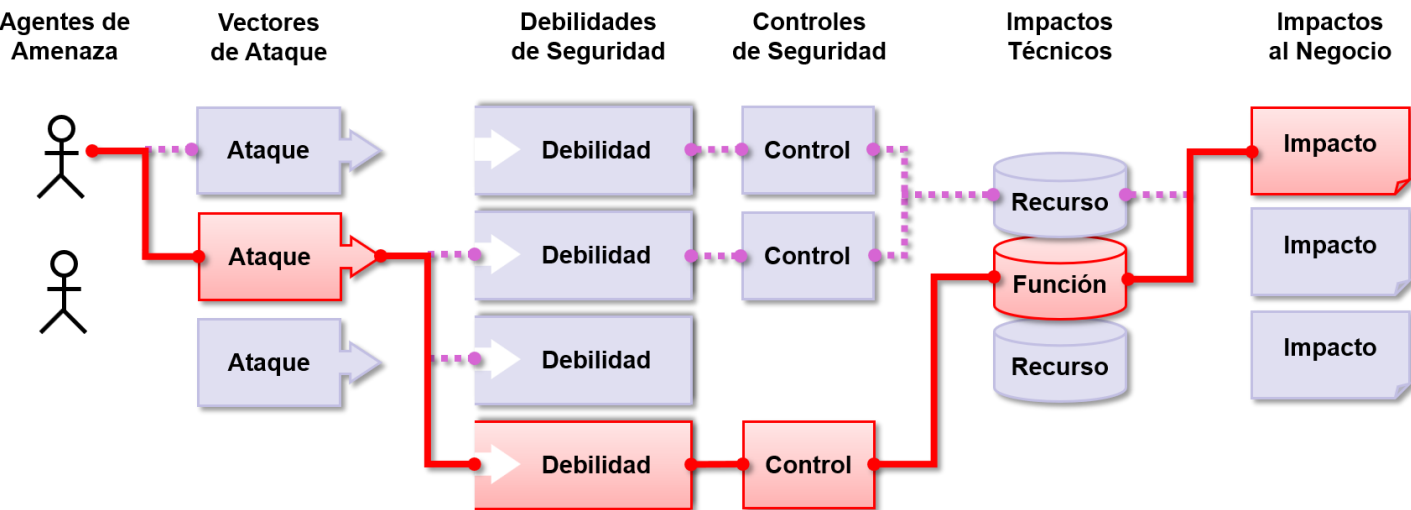 Agentes de
Amenaza
Vectores
de Ataque
Debilidades
de Seguridad
Controles
de Seguridad
Impactos
Técnicos
Impactos
al Negocio
Ataque
Debilidad
Control
Impacto
Recurso
Ataque
Debilidad
Control
Función
Impacto
Ataque
Debilidad
Recurso
Impacto
Debilidad
Control